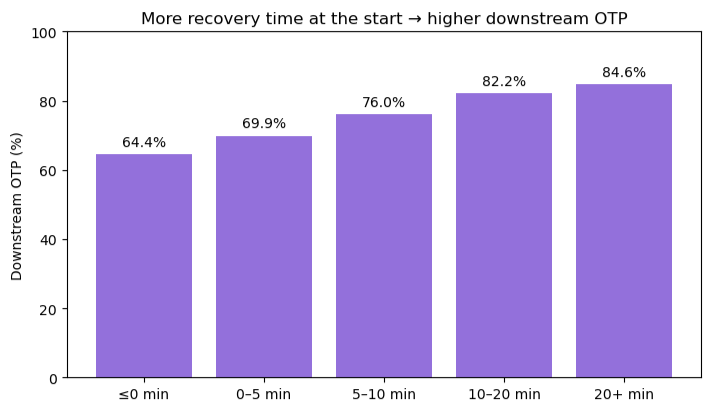 More recovery time at the start → higher downstream OTP
Downstream OTP (%)
100
80
60
40
20
0
64.4%
69.9%
76.0%
82.2%
84.6%
≤0 min
0–5 min
5–10 min
10–20 min
20+ min